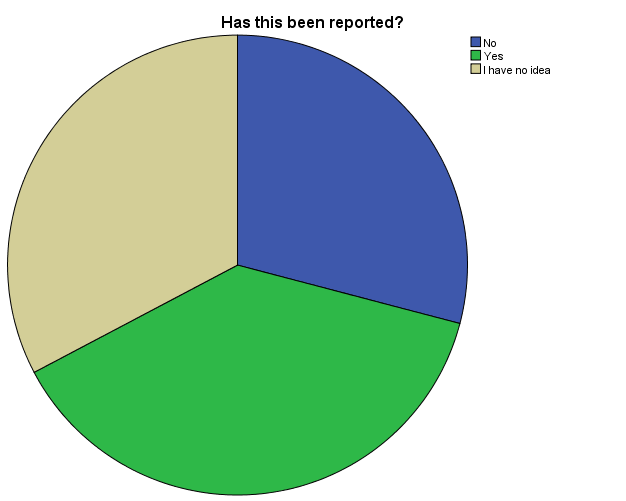 Has this been reported?
No
Yes
I have no idea